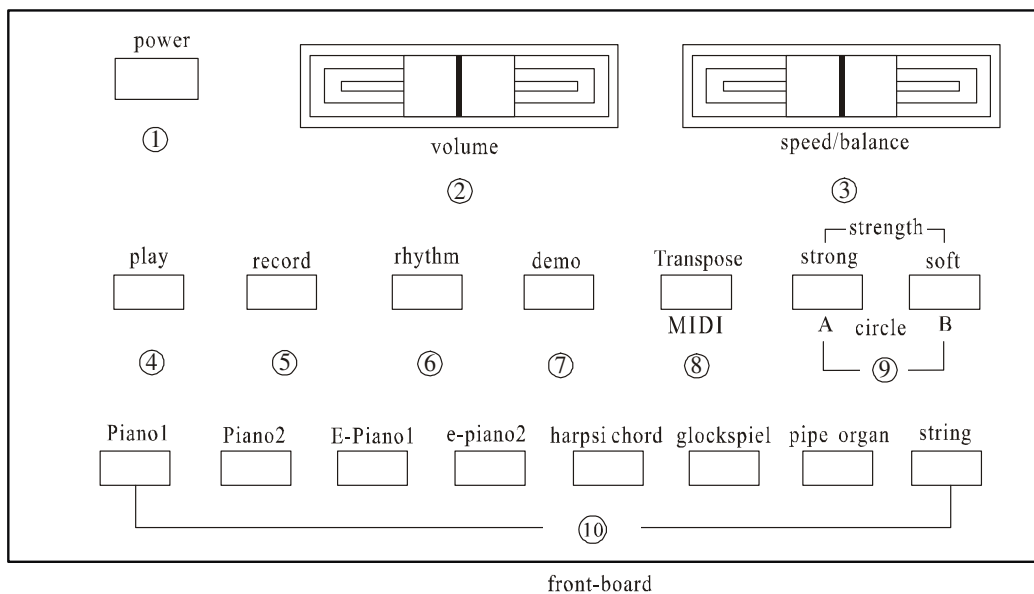 power
①
volume
②
speed/balance
③
strength
play record rhythm demo Transpose strong soft
MIDI A circle B
④ ⑤ ⑥ ⑦ ⑧ ⑨
Piano1 Piano2 E-Piano1 e-piano2 harpsi chord glockspiel pipe organ string
⑩
front-board